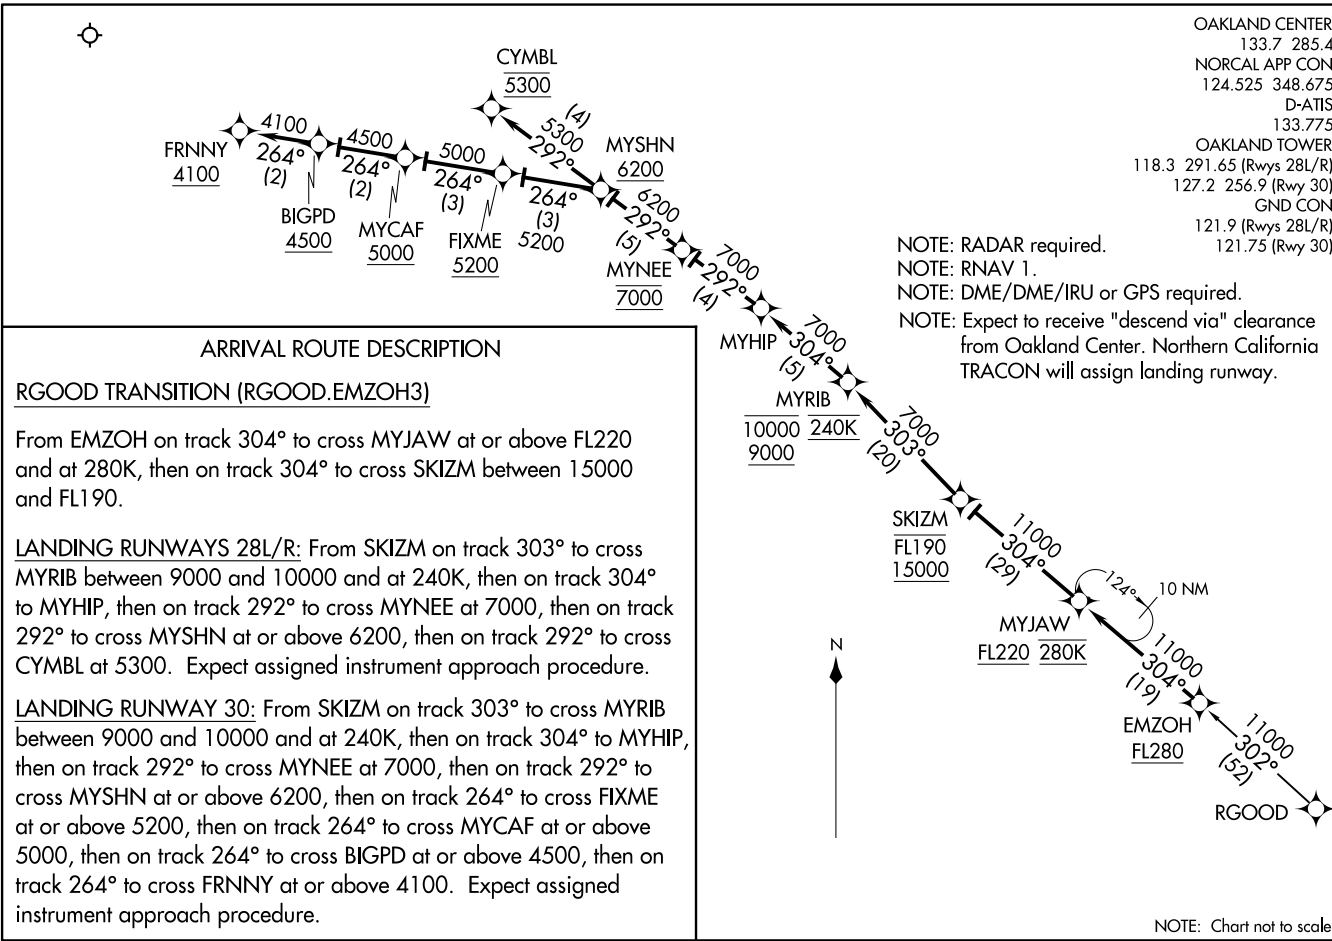 OAKLAND CENTER
133.7 285.4
NORCAL APP CON
124.525 348.675
D-ATIS
133.775
OAKLAND TOWER
118.3 291.65 (Rwys 28L/R)
127.2 256.9 (Rwy 30)
GND CON
121.9 (Rwys 28L/R)
121.75 (Rwy 30)
NOTE: RADAR required.
NOTE: RNAV 1.
NOTE: DME/DME/IRU or GPS required.
NOTE: Expect to receive "descend via" clearance
from Oakland Center. Northern California
TRACON will assign landing runway.
CYMBL
5300
(4)
5300
292°
FRNNY
4100
4100
264°
(2)
BIGPD
4500
4500
264°
(2)
MYCAF
5000
5000
264°
(3)
FIXME
5200
264°
(3)
5200
MYSHN
6200
6200
292°
(5)
MYNEE
7000
7000
292°
(4)
MYHIP
7000
304°
(5)
MYRIB
10000 240K
9000
7000
303°
(20)
SKIZM
FL190
15000
11000
304°
(29)
124°
10 NM
MYJAW
FL220 280K
11000
304°
(19)
EMZOH
FL280
11000
302°
(52)
RGOOD
N
ARRIVAL ROUTE DESCRIPTION
RGOOD TRANSITION (RGOOD.EMZOH3)
From EMZOH on track 304° to cross MYJAW at or above FL220
and at 280K, then on track 304° to cross SKIZM between 15000
and FL190.
LANDING RUNWAYS 28L/R: From SKIZM on track 303° to cross
MYRIB between 9000 and 10000 and at 240K, then on track 304°
to MYHIP, then on track 292° to cross MYNEE at 7000, then on track
292° to cross MYSHN at or above 6200, then on track 292° to cross
CYMBL at 5300. Expect assigned instrument approach procedure.
LANDING RUNWAY 30: From SKIZM on track 303° to cross MYRIB
between 9000 and 10000 and at 240K, then on track 304° to MYHIP,
then on track 292° to cross MYNEE at 7000, then on track 292° to
cross MYSHN at or above 6200, then on track 264° to cross FIXME
at or above 5200, then on track 264° to cross MYCAF at or above
5000, then on track 264° to cross BIGPD at or above 4500, then on
track 264° to cross FRNNY at or above 4100. Expect assigned
instrument approach procedure.
NOTE: Chart not to scale